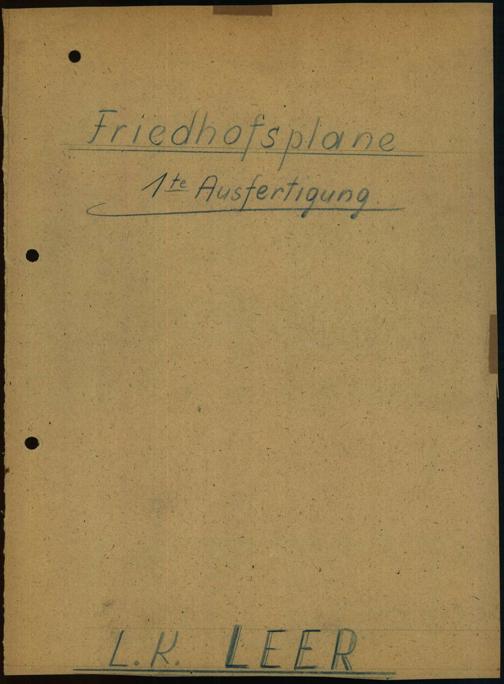 Friedhofsplane
1te Ausfertigung
L.K. LEER